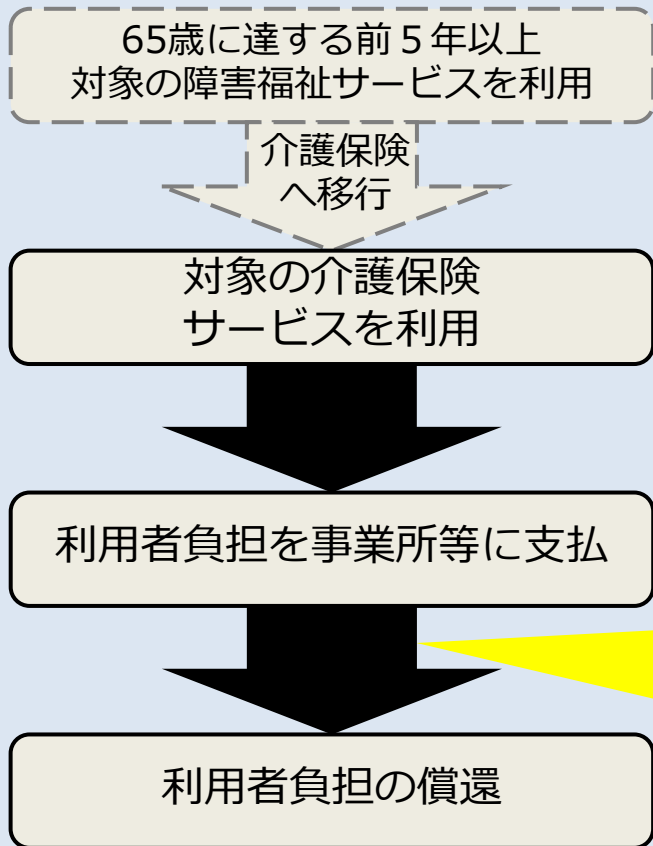 65歳に達する前５年以上
対象の障害福祉サービスを利用
介護保険
へ移行
対象の介護保険
サービスを利用
利用者負担を事業所等に支払
利用者負担の償還